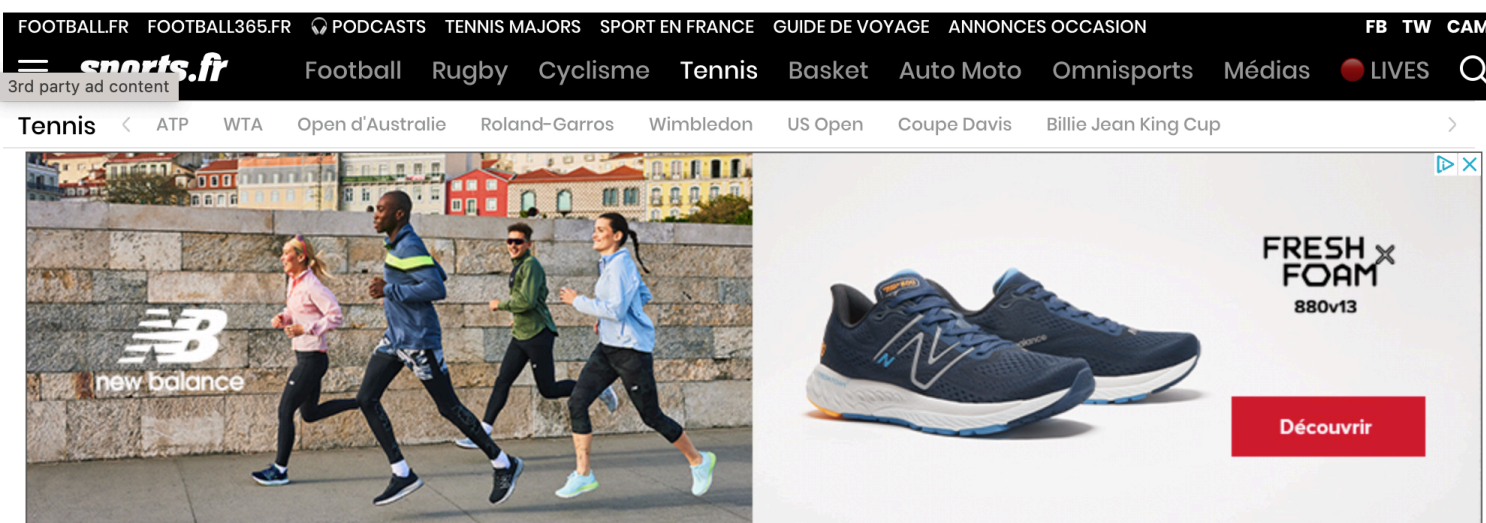 FOOTBALL.FR FOOTBALL365.FR PODCASTS TENNIS MAJORS SPORT EN FRANCE GUIDE DE VOYAGE ANNONCES OCCASION FB TW CAM
sports.fr Football Rugby Cyclisme Tennis Basket Auto Moto Omnisports Médias LIVES
3rd party ad content
Tennis ATP WTA Open d'Australie Roland-Garros Wimbledon US Open Coupe Davis Billie Jean King Cup
NB
new balance
N
N
FRESH X
FOAM
880v13
Découvrir